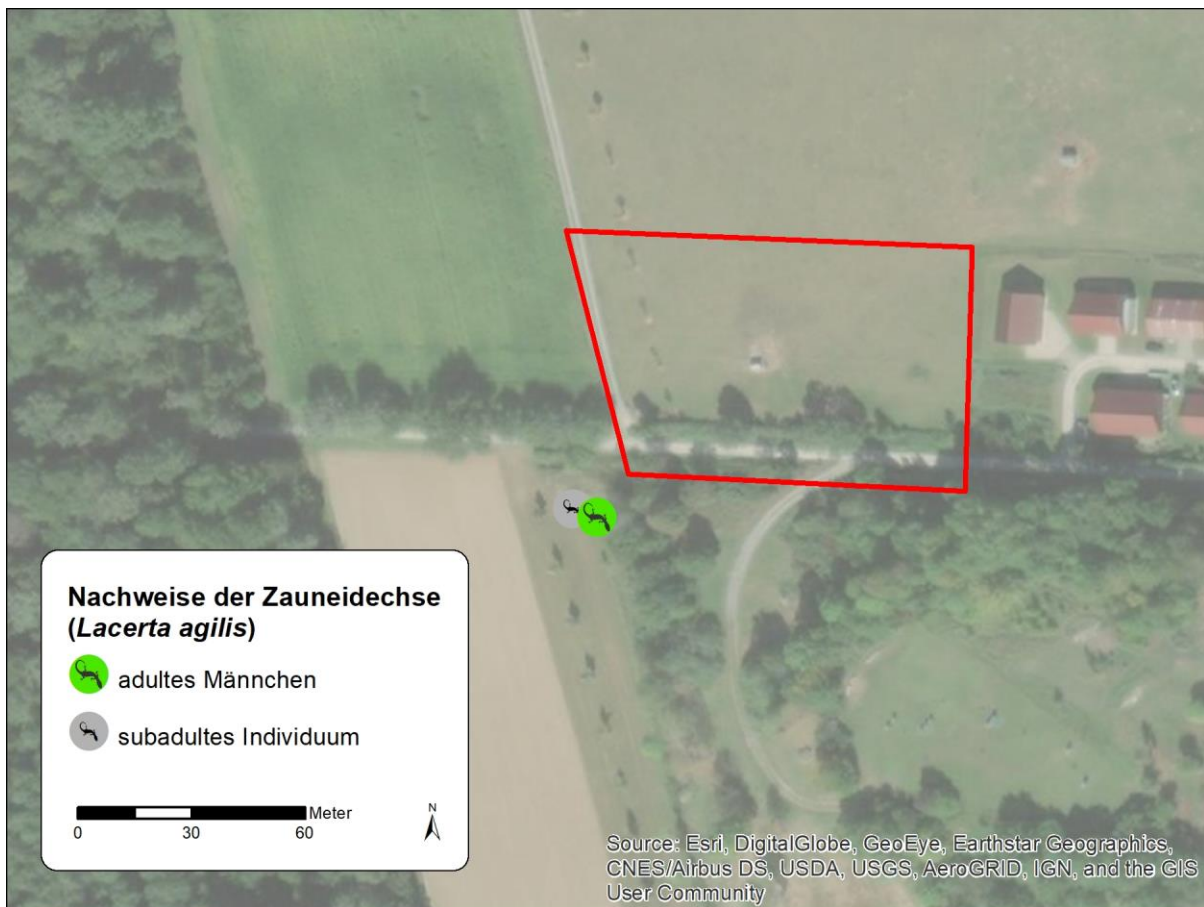 Nachweise der Zauneidechse
(Lacerta agilis)
adultes Männchen
subadultes Individuum
Meter
N
0 30 60
Source: Esri, DigitalGlobe, GeoEye, Earthstar Geographics,
CNES/Airbus DS, USDA, USGS, AeroGRID, IGN, and the GIS
User Community